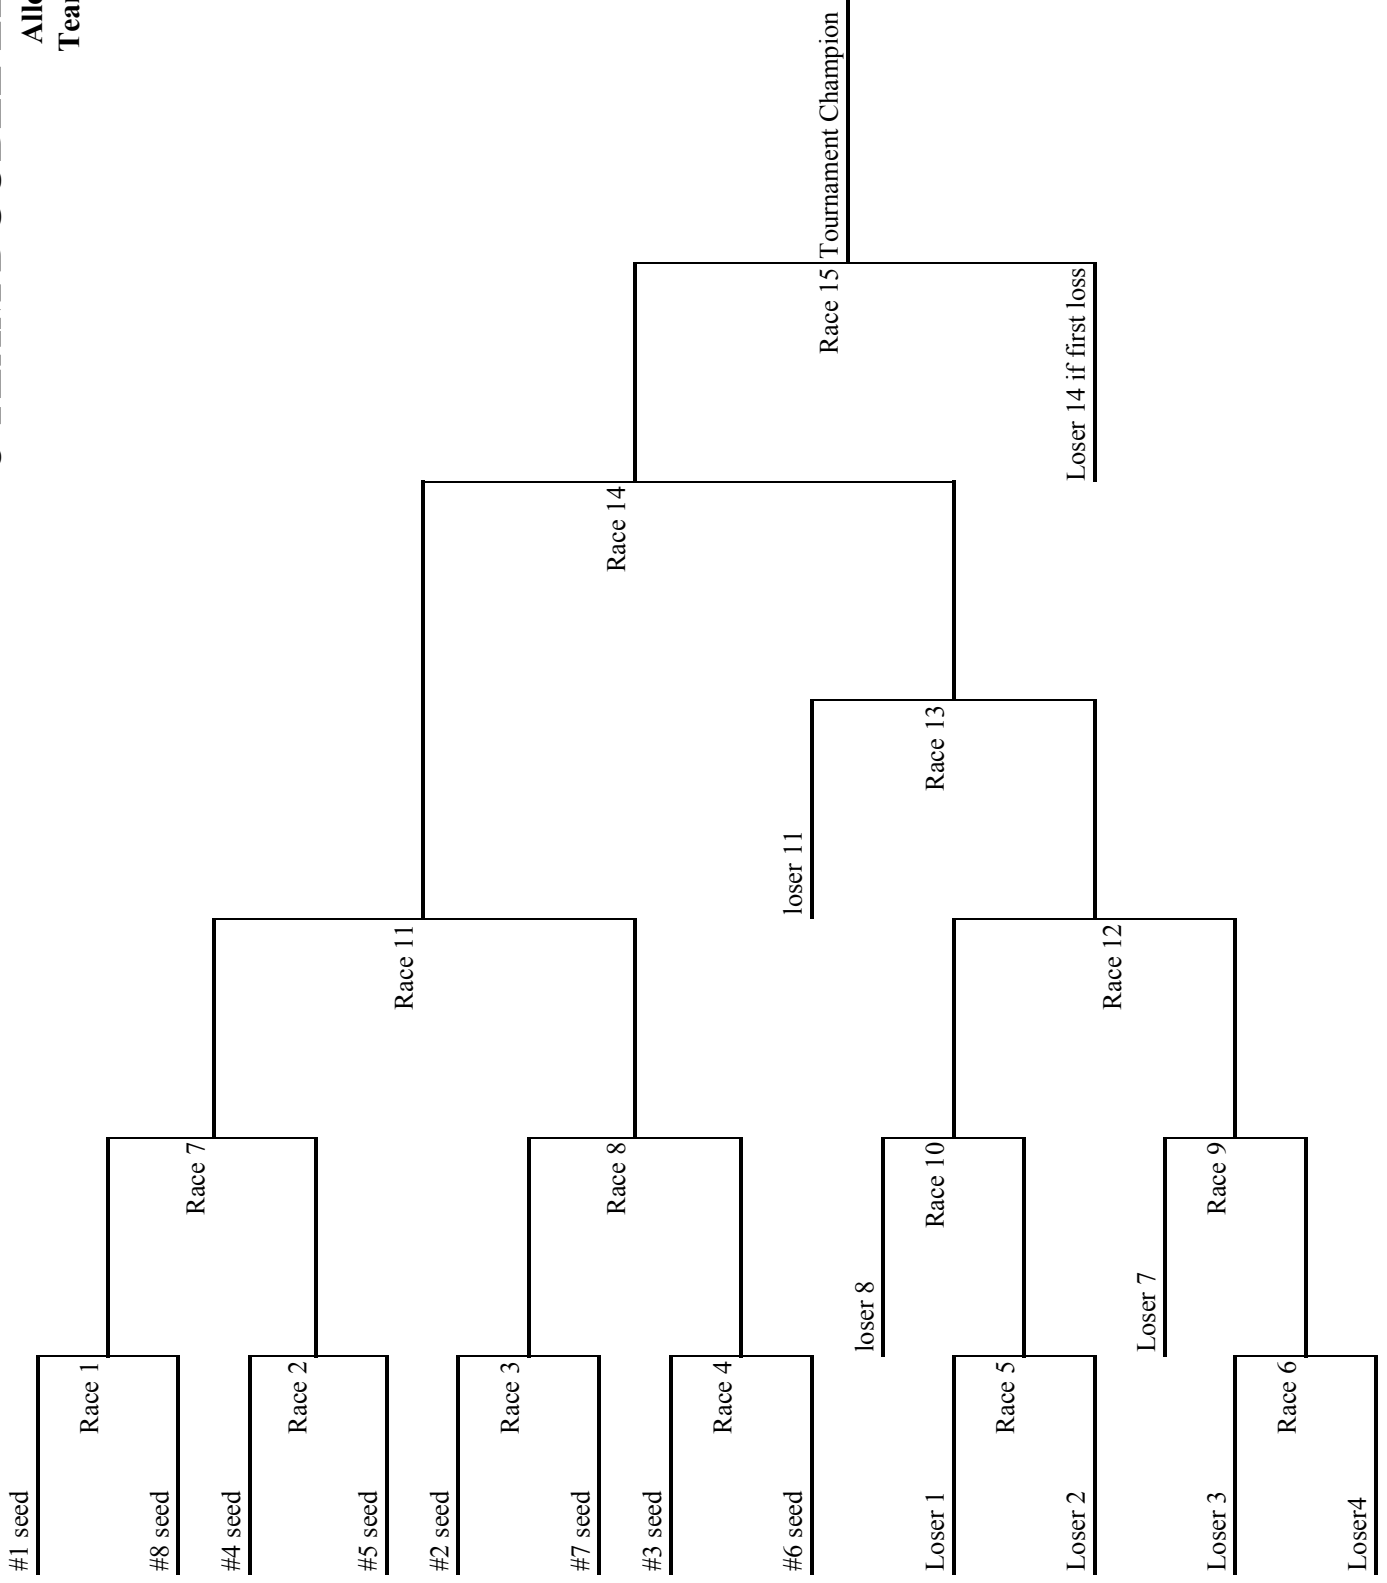 #1 seed
Race 1
#8 seed
#4 seed
Race 2
#5 seed
#2 seed
Race 3
#7 seed
#3 seed
Race 4
#6 seed
Loser 1
Race 5
Loser 2
Loser 3
Race 6
Loser4
Race 7
Race 8
loser 8
Race 10
Loser 7
Race 9
Race 11
loser 11
Race 12
Race 13
Race 14
Loser 14 if first loss
Race 15 Tournament Champion